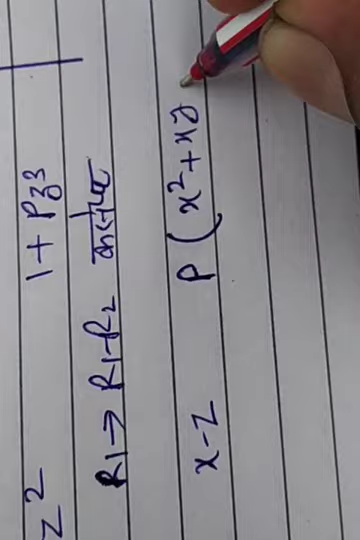 z² 1 + Pz³
R1→ R1-R2 करनेपर
x-z P(x²+xy